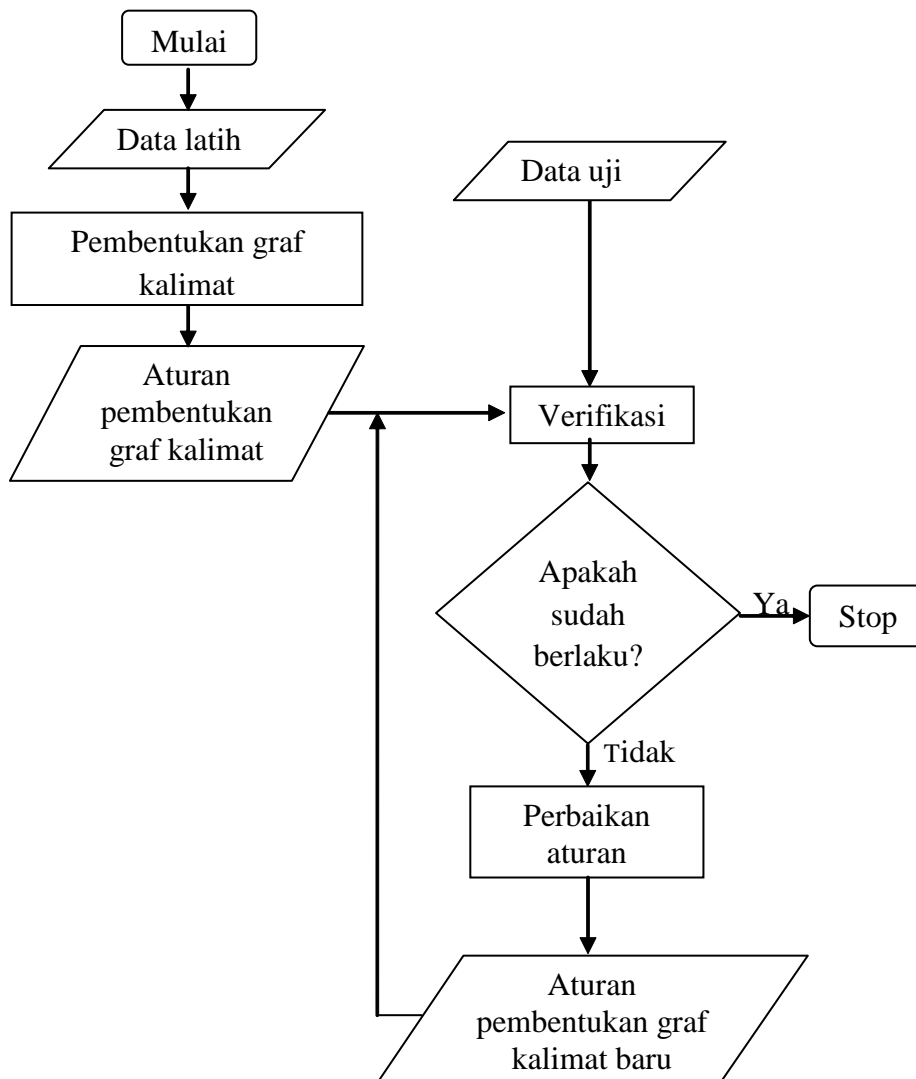 Mulai
Data latih
Data uji
Pembentukan graf
kalimat
Aturan
pembentukan
graf kalimat
Verifikasi
Apakah
sudah
berlaku?
Ya
Stop
Tidak
Perbaikan
aturan
Aturan
pembentukan graf
kalimat baru